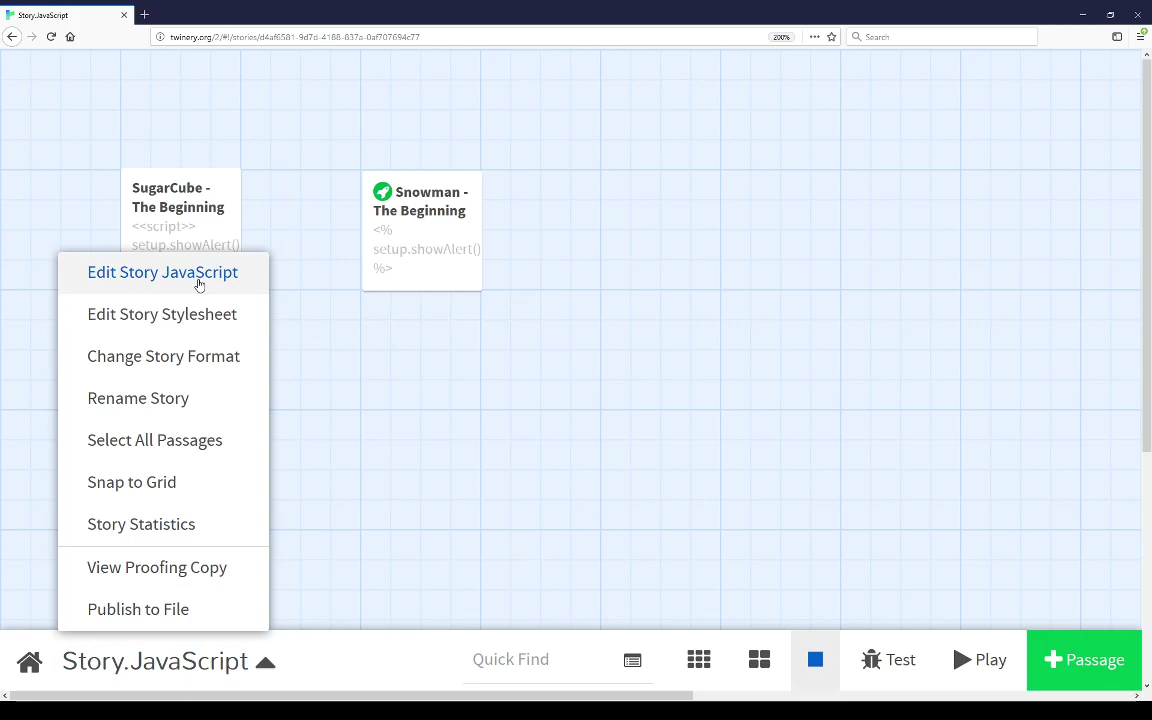 Story.JavaScript
twinery.org/2/#!/stories/d4af6581-9d7d-4188-837a-0af707694c77
200%
Search
SugarCube -
The Beginning
<<script>>
setup.showAlert()
Snowman -
The Beginning
<%
setup.showAlert()
%>
Edit Story JavaScript
Edit Story Stylesheet
Change Story Format
Rename Story
Select All Passages
Snap to Grid
Story Statistics
View Proofing Copy
Publish to File
Story.JavaScript
Quick Find
Test
Play
Passage